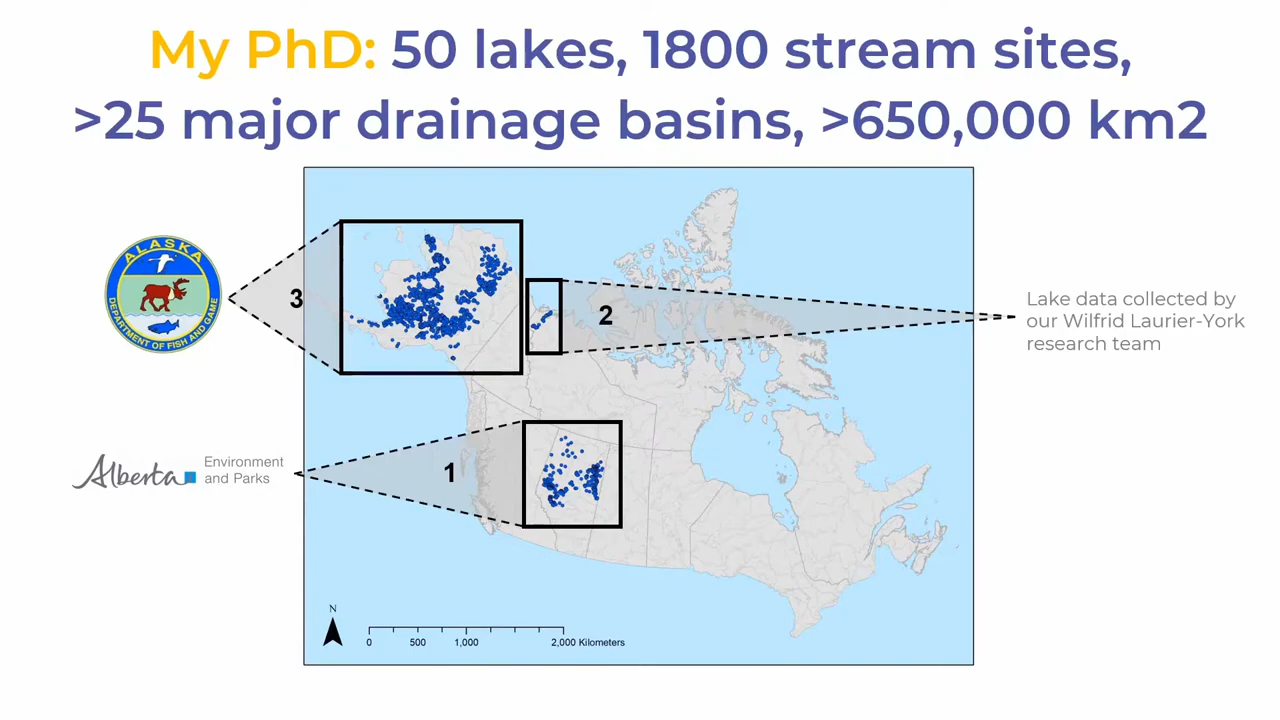 My PhD: 50 lakes, 1800 stream sites,
>25 major drainage basins, >650,000 km2
ALASKA
DEPARTMENT OF FISH AND GAME
3
2
Lake data collected by
our Wilfrid Laurier-York
research team
Alberta
Environment
and Parks
1
N
0 500 1,000 2,000 Kilometers